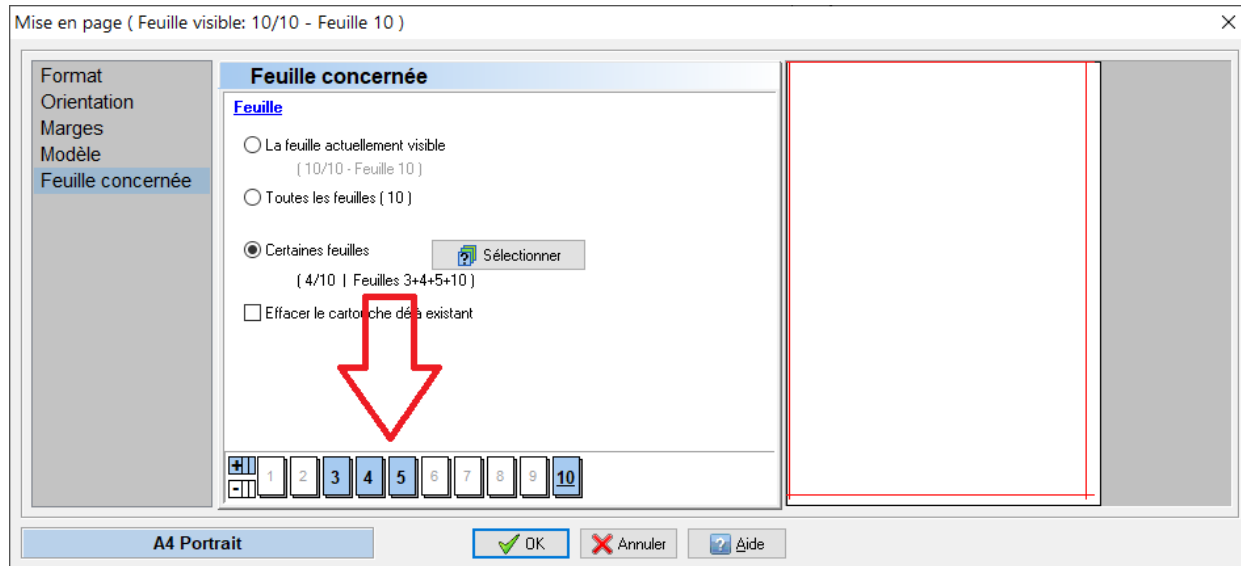 Mise en page ( Feuille visible: 10/10 - Feuille 10 )
Format
Orientation
Marges
Modèle
Feuille concernée
Feuille concernée
Feuille
La feuille actuellement visible
( 10/10 - Feuille 10 )
Toutes les feuilles ( 10 )
Certaines feuilles
Sélectionner
( 4/10 | Feuilles 3+4+5+10 )
Effacer le cartouche déjà existant
+
-
1 2 3 4 5 6 7 8 9 10
A4 Portrait
OK
Annuler
? Aide